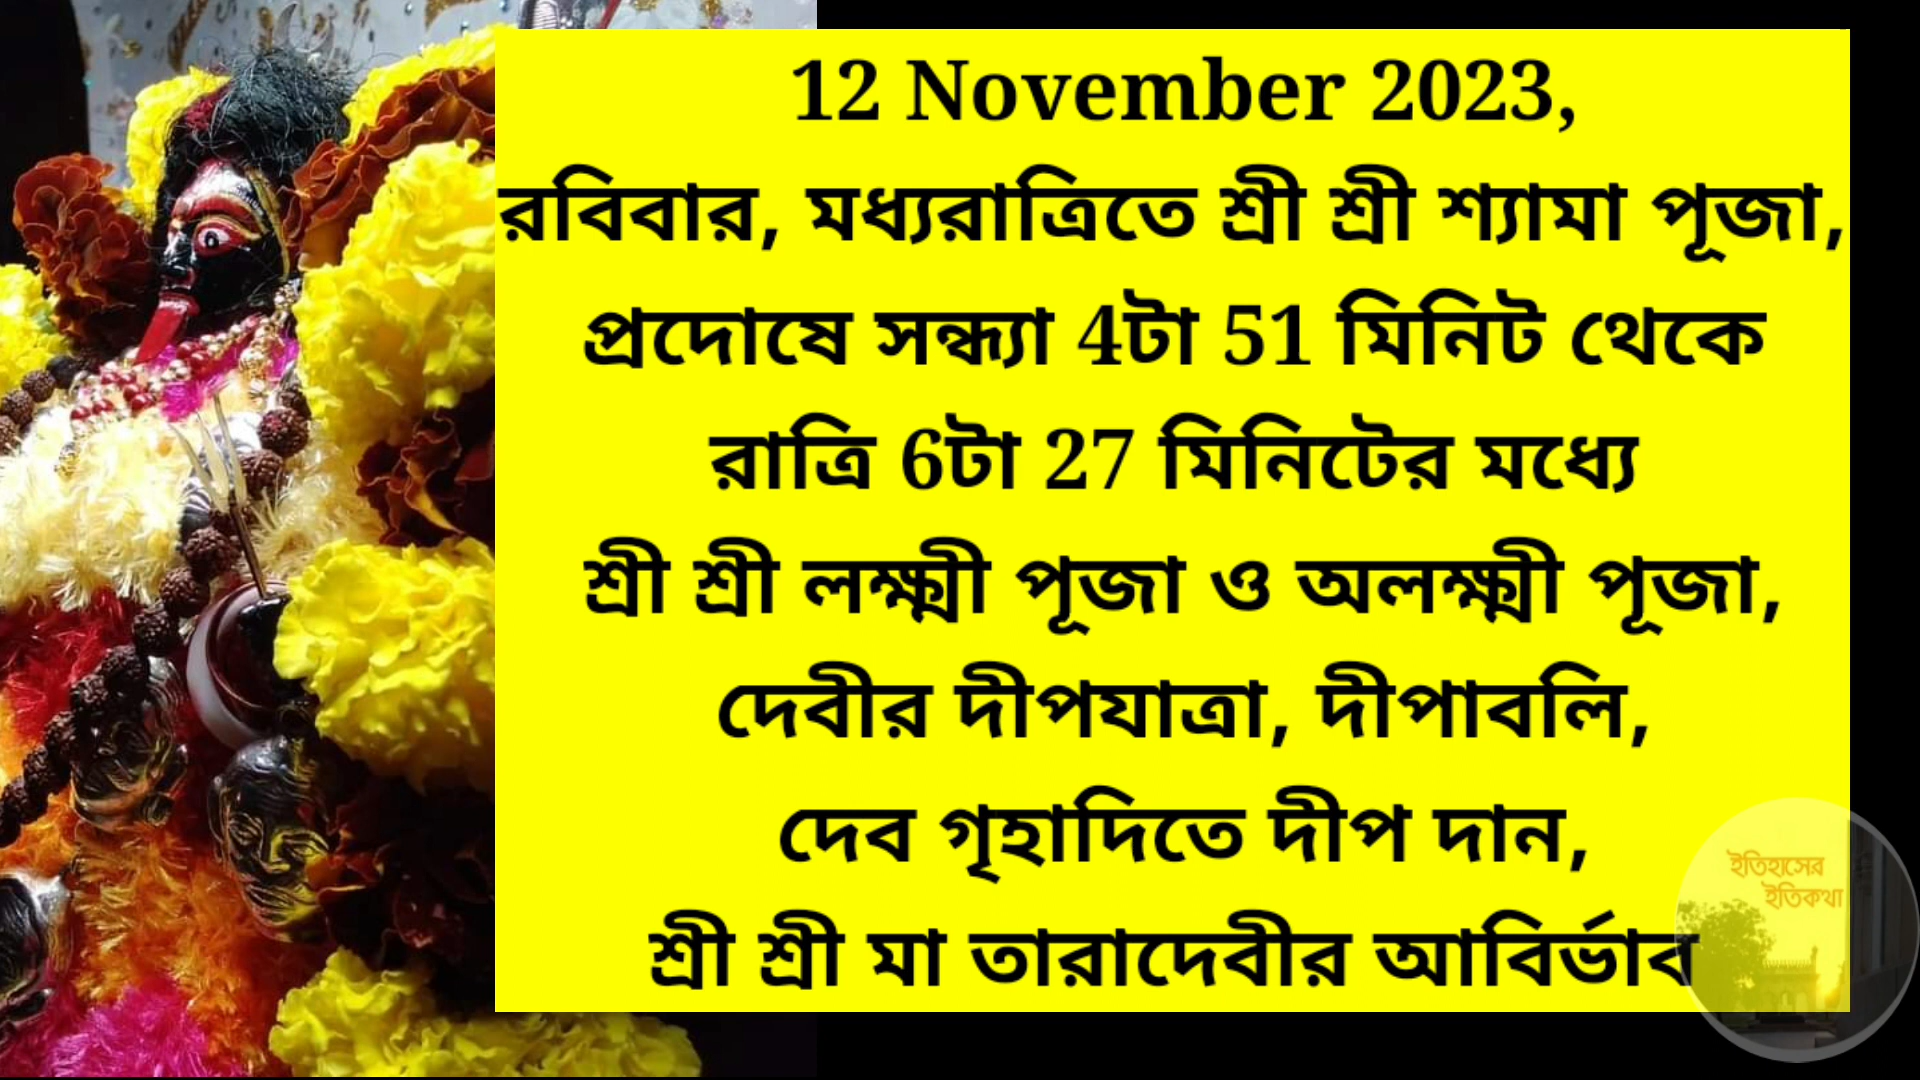 12 November 2023,
রবিবার, মধ্যরাত্রিতে শ্রী শ্রী শ্যামা পূজা,
প্রদোষে সন্ধ্যা 4টা 51 মিনিট থেকে
রাত্রি 6টা 27 মিনিটের মধ্যে
শ্রী শ্রী লক্ষ্মী পূজা ও অলক্ষ্মী পূজা,
দেবীর দীপযাত্রা, দীপাবলি,
দেব গৃহাদিতে দীপ দান,
শ্রী শ্রী মা তারাদেবীর আবির্ভাব
ইতিহাসের
ইতিকথা